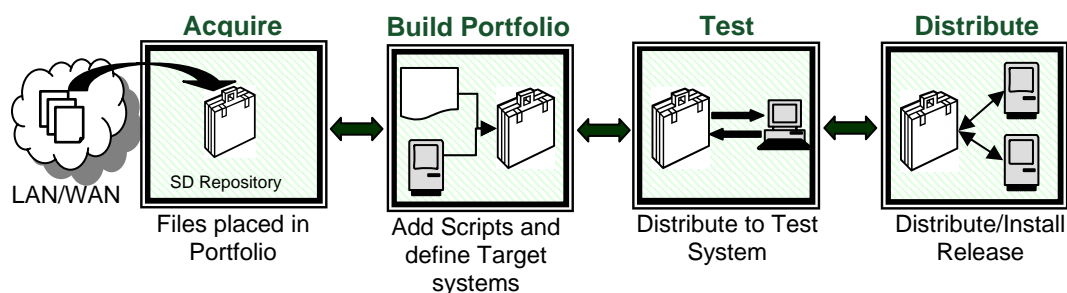 Acquire
Build Portfolio
Test
Distribute
LAN/WAN
SD Repository
Files placed in
Portfolio
Add Scripts and
define Target
systems
Distribute to Test
System
Distribute/Install
Release